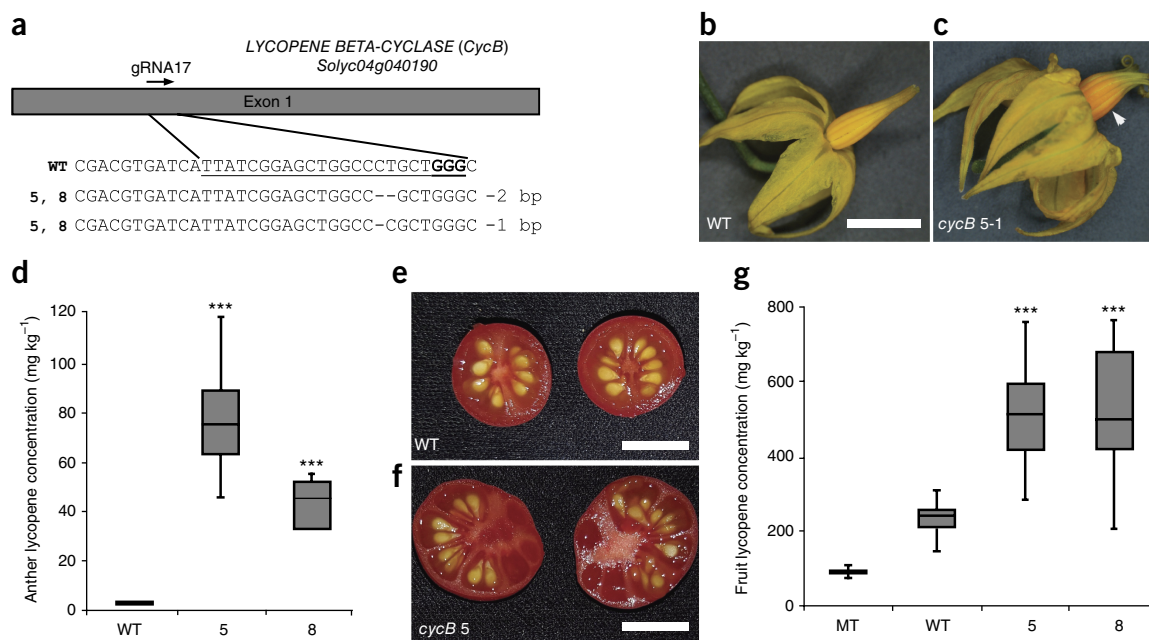 a
LYCOPENE BETA-CYCLASE (CycB)
Solyc04g040190
gRNA17
Exon 1
WT CGACGTGATCATTATCGGAGCTGGCCCTGCTGGGC
5, 8 CGACGTGATCATTATCGGAGCTGGCC--GCTGGGC -2 bp
5, 8 CGACGTGATCATTATCGGAGCTGGCC-CGCTGGGC -1 bp
b
WT
c
cycB 5-1
d
Anther lycopene concentration (mg kg⁻¹)
120
100
80
60
40
20
0
***
***
WT 5 8
e
WT
f
cycB 5
g
Fruit lycopene concentration (mg kg⁻¹)
800
600
400
200
0
*** ***
MT WT 5 8